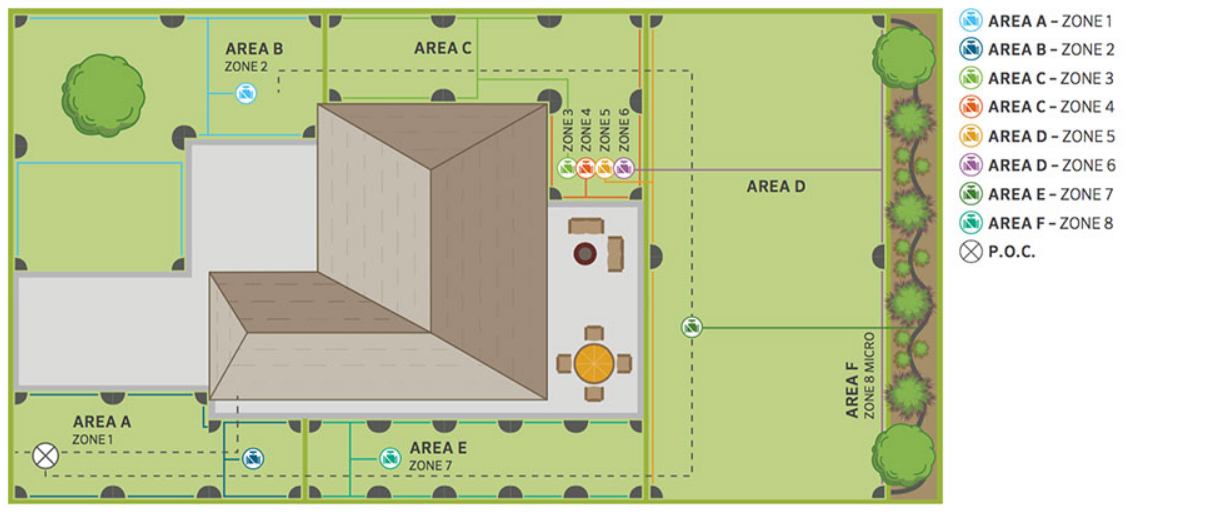 AREA B
ZONE 2
AREA C
ZONE 3
ZONE 4
ZONE 5
ZONE 6
AREA D
AREA F
ZONE 8 MICRO
AREA A
ZONE 1
AREA E
ZONE 7
AREA A – ZONE 1
AREA B – ZONE 2
AREA C – ZONE 3
AREA C – ZONE 4
AREA D – ZONE 5
AREA D – ZONE 6
AREA E – ZONE 7
AREA F – ZONE 8
P.O.C.